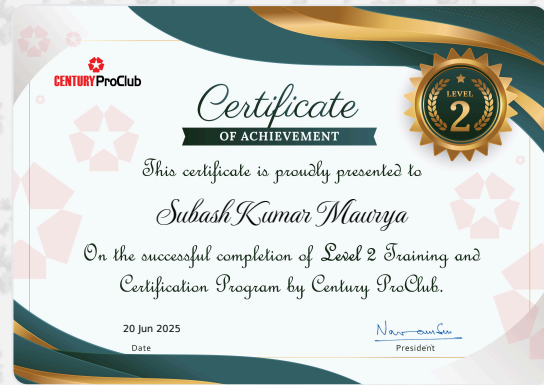 CENTURY ProClub
LEVEL
2
Certificate
OF ACHIEVEMENT
This certificate is proudly presented to
Subash Kumar Maurya
On the successful completion of Level 2 Training and
Certification Program by Century ProClub.
20 Jun 2025
Date
President